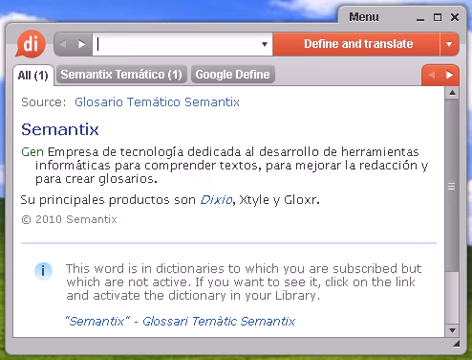 Menu
di
Define and translate
All (1) Semantix Temático (1) Google Define
Source: Glosario Temático Semantix
Semantix
Gen Empresa de tecnología dedicada al desarrollo de herramientas
informáticas para comprender textos, para mejorar la redacción y
para crear glosarios.
Su principales productos son Dixio, Xtyle y Gloxr.
© 2010 Semantix
i
This word is in dictionaries to which you are subscribed but
which are not active. If you want to see it, click on the link
and activate the dictionary in your Library.
"Semantix" - Glossari Temàtic Semantix